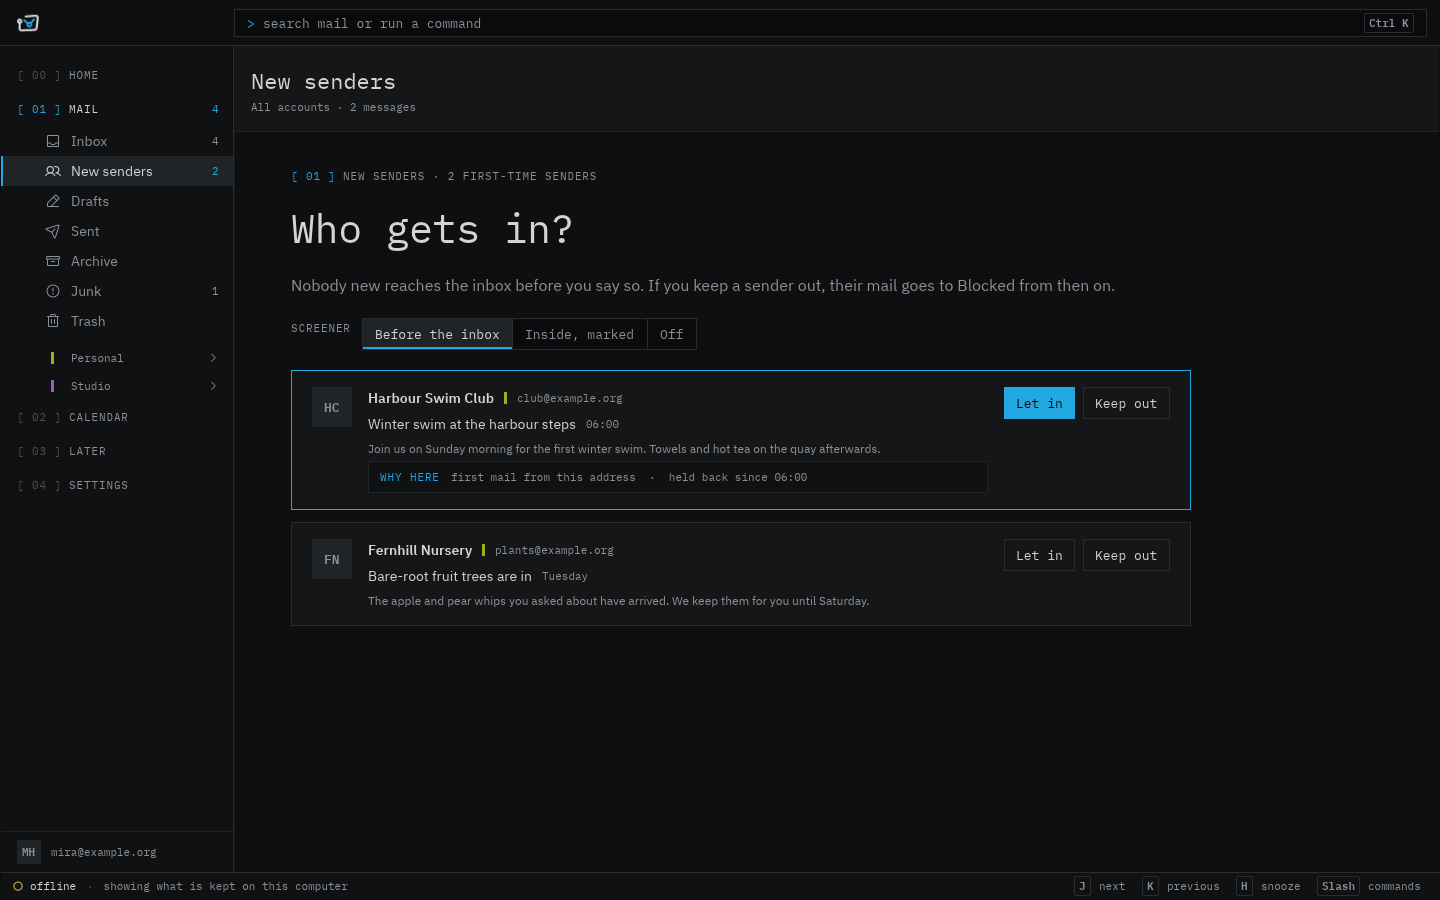 > search mail or run a command
Ctrl K
[ 00 ] HOME
[ 01 ] MAIL 4
Inbox 4
New senders 2
Drafts
Sent
Archive
Junk 1
Trash
Personal
Studio
[ 02 ] CALENDAR
[ 03 ] LATER
[ 04 ] SETTINGS
MH mira@example.org
New senders
All accounts · 2 messages
[ 01 ] NEW SENDERS · 2 FIRST-TIME SENDERS
Who gets in?
Nobody new reaches the inbox before you say so. If you keep a sender out, their mail goes to Blocked from then on.
SCREENER Before the inbox Inside, marked Off
HC
Harbour Swim Club club@example.org
Winter swim at the harbour steps 06:00
Join us on Sunday morning for the first winter swim. Towels and hot tea on the quay afterwards.
WHY HERE first mail from this address · held back since 06:00
Let in Keep out
FN
Fernhill Nursery plants@example.org
Bare-root fruit trees are in Tuesday
The apple and pear whips you asked about have arrived. We keep them for you until Saturday.
Let in Keep out
offline · showing what is kept on this computer
J next K previous H snooze Slash commands